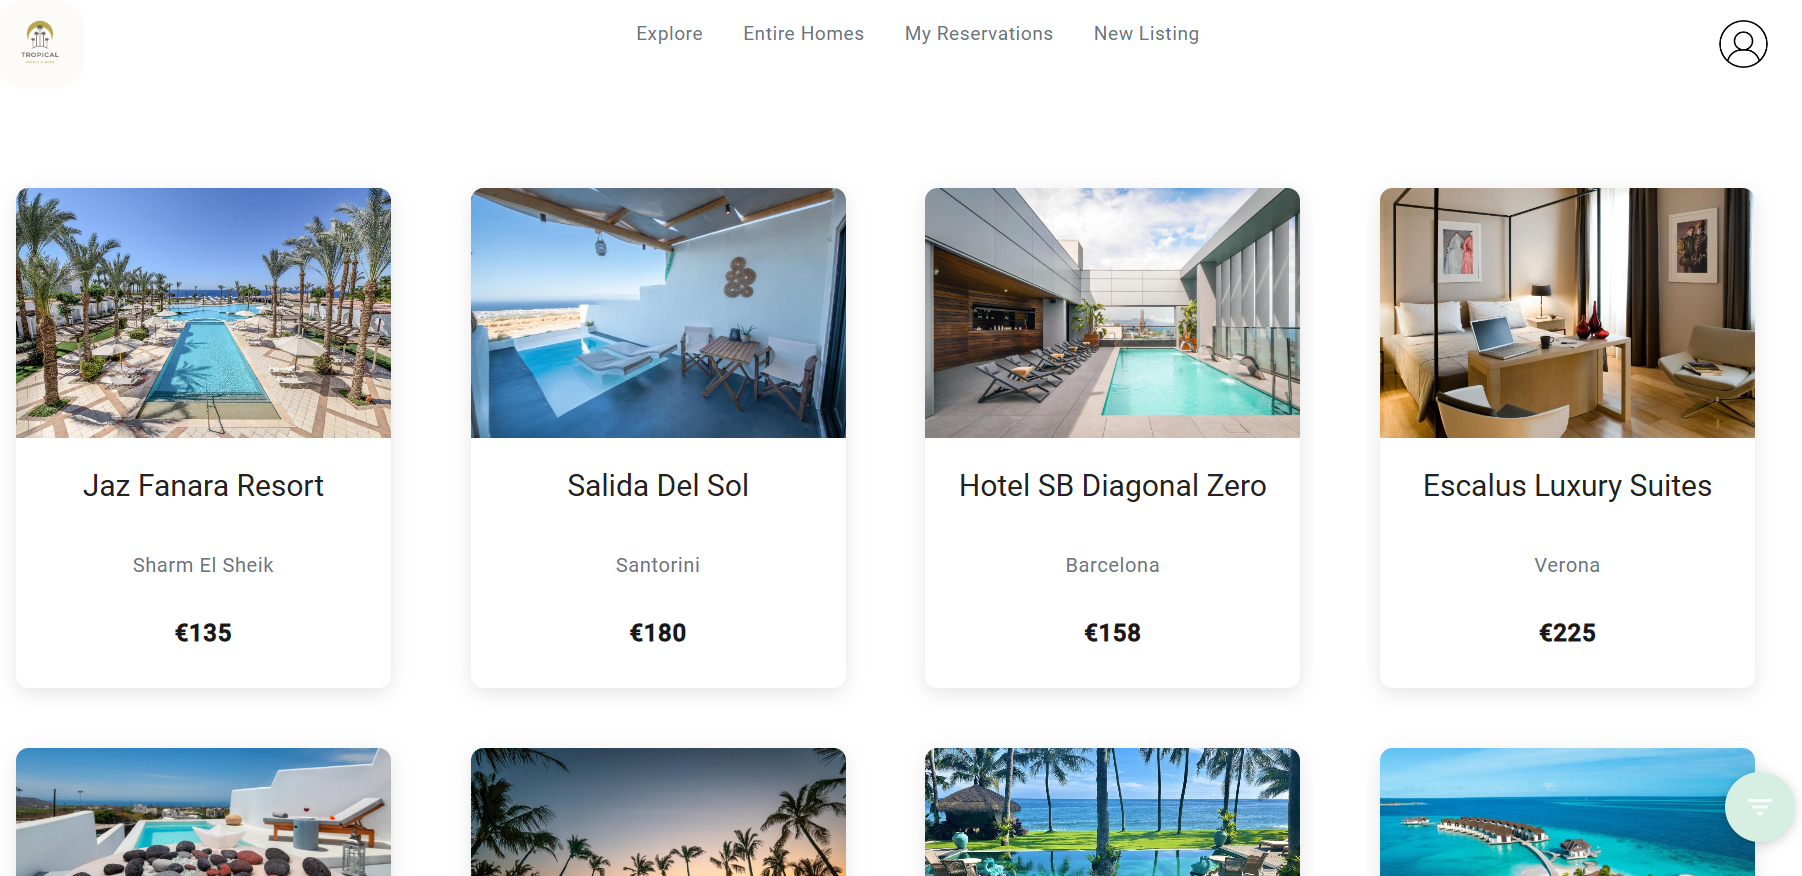 TROPICAL
Explore
Entire Homes
My Reservations
New Listing
Jaz Fanara Resort
Sharm El Sheik
€135
Salida Del Sol
Santorini
€180
Hotel SB Diagonal Zero
Barcelona
€158
Escalus Luxury Suites
Verona
€225